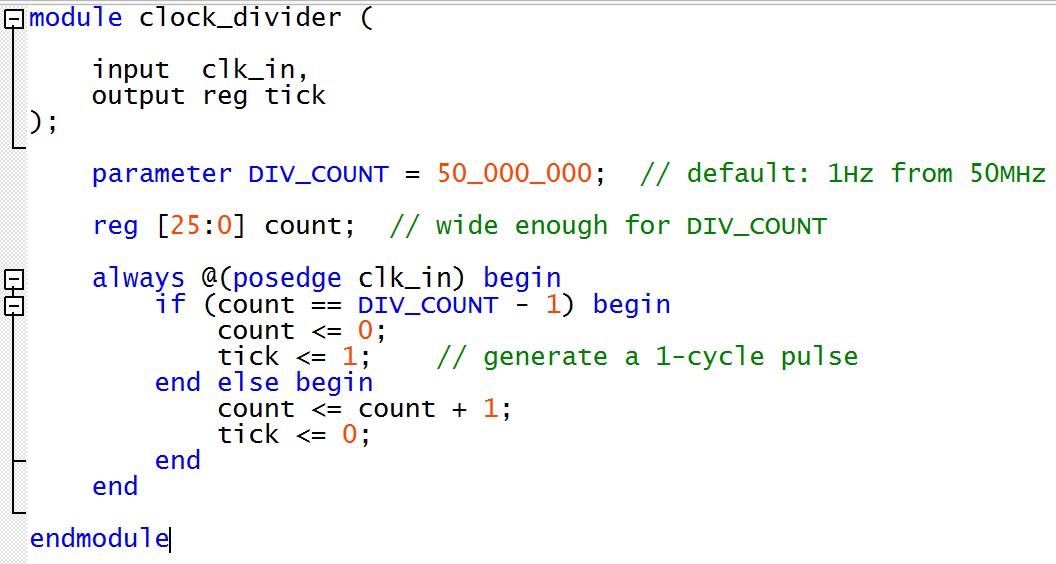 module clock_divider (
    input  clk_in,
    output reg tick
);
    parameter DIV_COUNT = 50_000_000;  // default: 1Hz from 50MHz
    reg [25:0] count;  // wide enough for DIV_COUNT
    always @(posedge clk_in) begin
        if (count == DIV_COUNT - 1) begin
            count <= 0;
            tick <= 1;    // generate a 1-cycle pulse
        end else begin
            count <= count + 1;
            tick <= 0;
        end
    end
endmodule